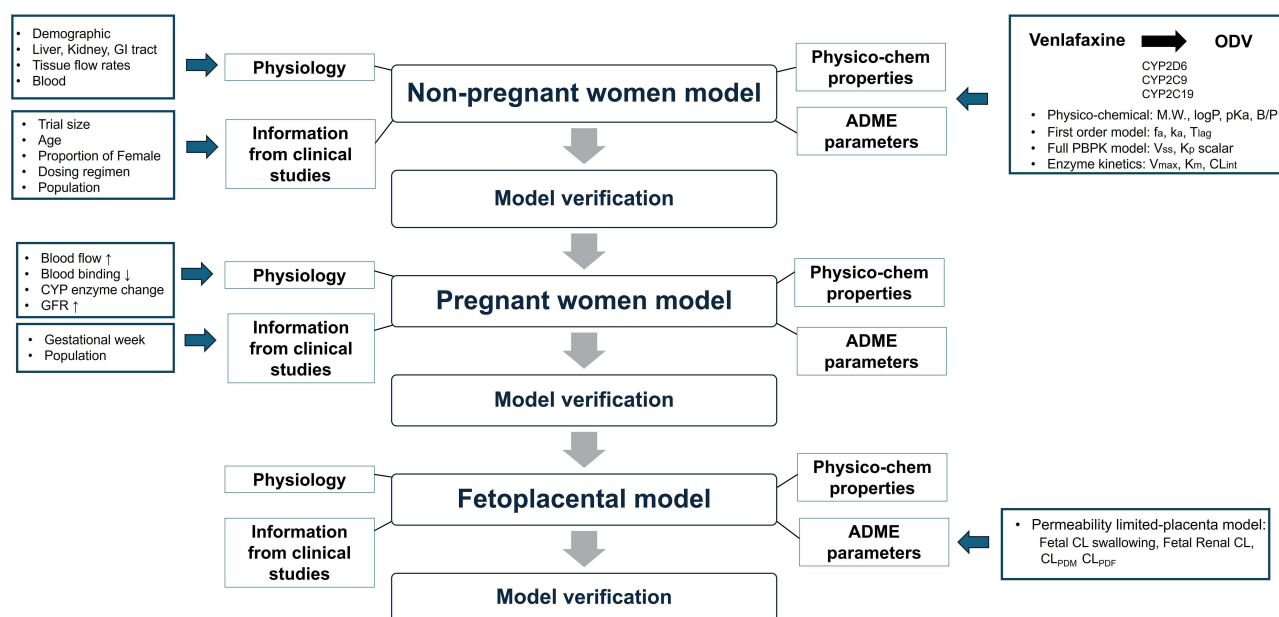 • Demographic
• Liver, Kidney, GI tract
• Tissue flow rates
• Blood
Physiology
• Trial size
• Age
• Proportion of Female
• Dosing regimen
• Population
Information
from clinical
studies
Non-pregnant women model
Physico-chem
properties
ADME
parameters
Venlafaxine ODV
CYP2D6
CYP2C9
CYP2C19
• Physico-chemical: M.W., logP, pKa, B/P
• First order model: fa, ka, Tlag
• Full PBPK model: Vss, Kp scalar
• Enzyme kinetics: Vmax, Km, CLint
Model verification
• Blood flow ↑
• Blood binding ↓
• CYP enzyme change
• GFR ↑
Physiology
• Gestational week
• Population
Information
from clinical
studies
Pregnant women model
Physico-chem
properties
ADME
parameters
Model verification
Physiology
Information
from clinical
studies
Fetoplacental model
Physico-chem
properties
ADME
parameters
• Permeability limited-placenta model:
Fetal CL swallowing, Fetal Renal CL,
CLPDM CLPDF
Model verification